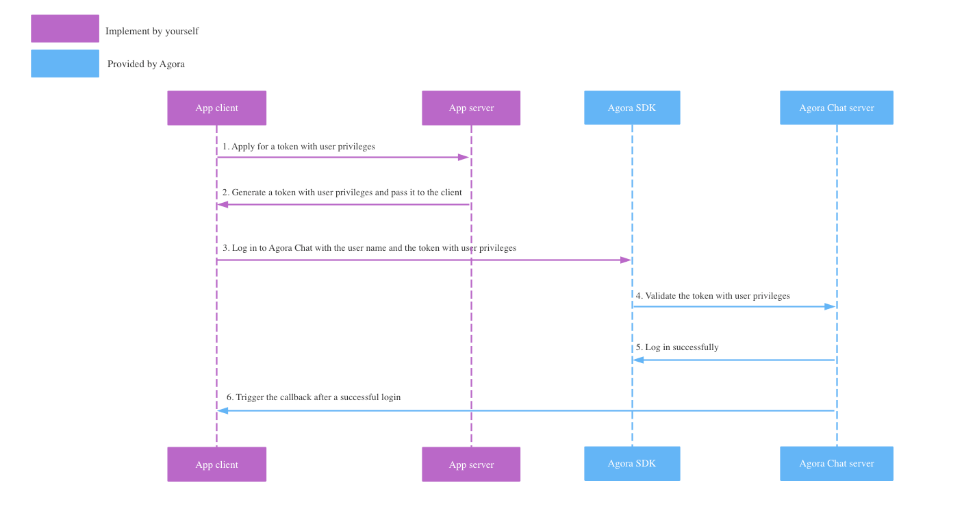 Implement by yourself
Provided by Agora
App client
App server
Agora SDK
Agora Chat server
1. Apply for a token with user privileges
2. Generate a token with user privileges and pass it to the client
3. Log in to Agora Chat with the user name and the token with user privileges
4. Validate the token with user privileges
5. Log in successfully
6. Trigger the callback after a successful login
App client
App server
Agora SDK
Agora Chat server